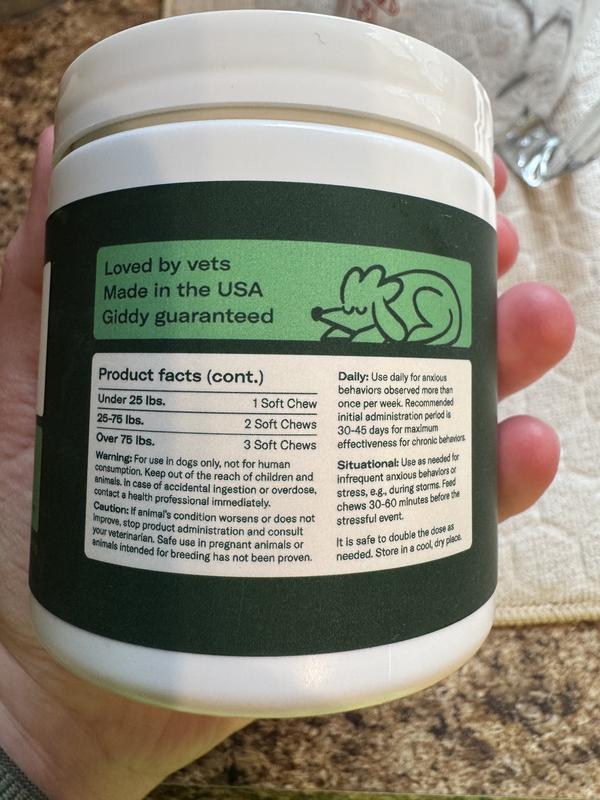 Loved by vets
Made in the USA
Giddy guaranteed
Product facts (cont.)
Under 25 lbs. 1 Soft Chew
25-75 lbs. 2 Soft Chews
Over 75 lbs. 3 Soft Chews
Warning: For use in dogs only, not for human
consumption. Keep out of the reach of children and
animals. In case of accidental ingestion or overdose,
contact a health professional immediately.
Caution: If animal's condition worsens or does not
improve, stop product administration and consult
your veterinarian. Safe use in pregnant animals or
animals intended for breeding has not been proven.
Daily: Use daily for anxious
behaviors observed more than
once per week. Recommended
initial administration period is
30-45 days for maximum
effectiveness for chronic behaviors.
Situational: Use as needed for
infrequent anxious behaviors or
stress, e.g., during storms. Feed
chews 30-60 minutes before the
stressful event.
It is safe to double the dose as
needed. Store in a cool, dry place.